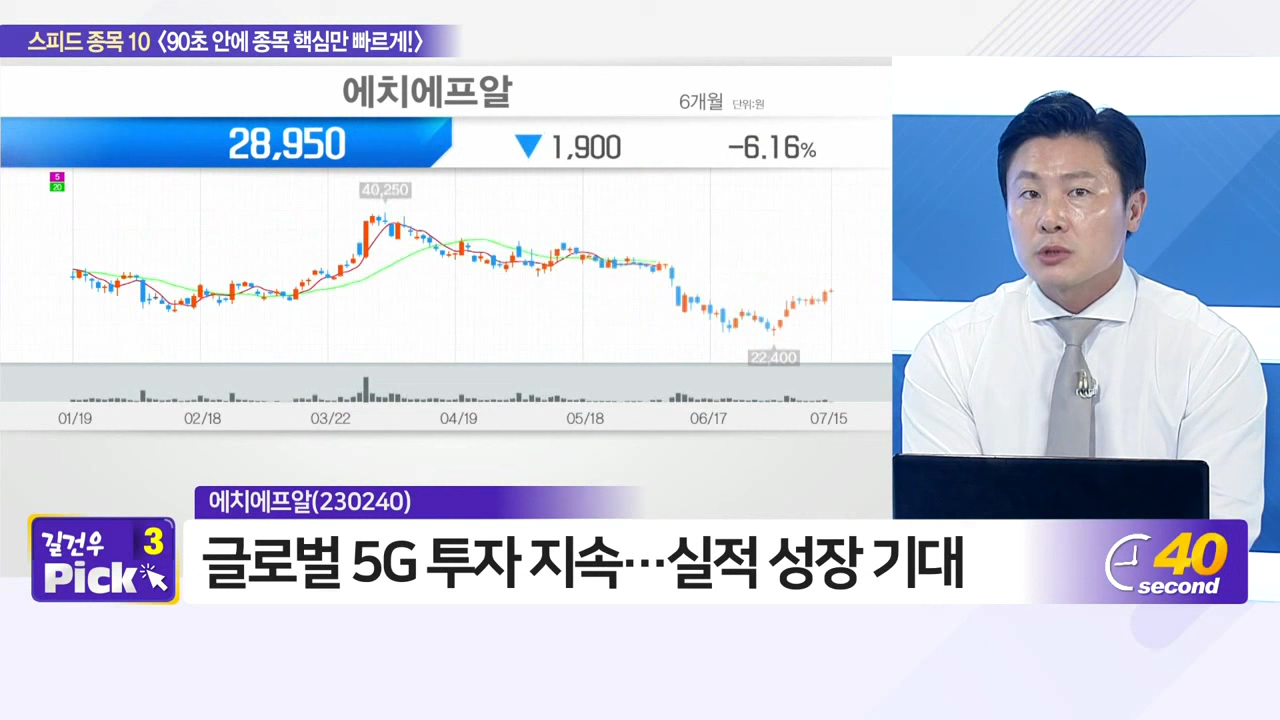 스피드 종목 10 〈90초 안에 종목 핵심만 빠르게!〉
에치에프알
6개월 단위:원
28,950 ▼ 1,900 -6.16%
5
20
40,250
22,400
01/19 02/18 03/22 04/19 05/18 06/17 07/15
에치에프알(230240)
길건우 3
Pick
글로벌 5G 투자 지속…실적 성장 기대
40
second